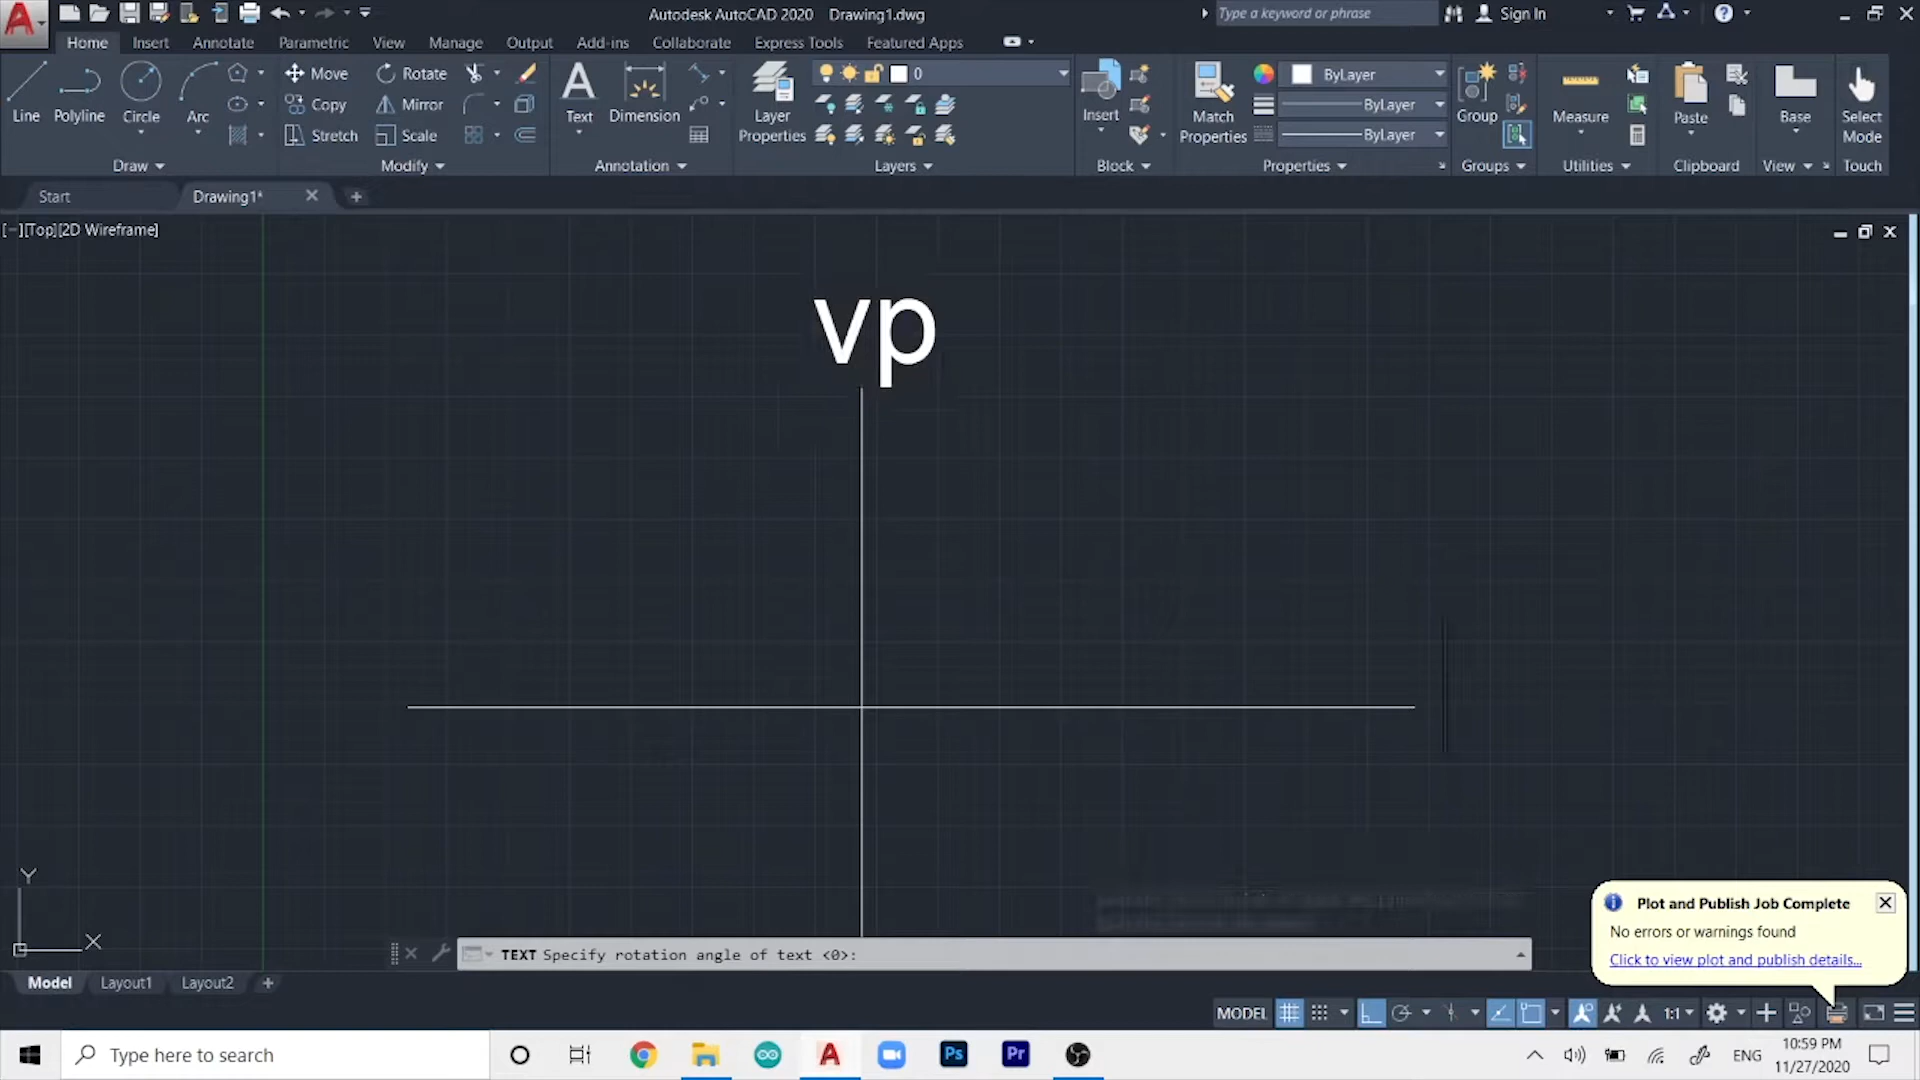 Autodesk AutoCAD 2020 Drawing1.dwg Type a keyword or phrase Sign In
Home Insert Annotate Parametric View Manage Output Add-ins Collaborate Express Tools Featured Apps
Line Polyline Circle Arc
Move Rotate
Copy Mirror
Stretch Scale
Text Dimension
Layer Properties
0
Insert
Match Properties
ByLayer
ByLayer
ByLayer
Group
Measure
Paste
Base
Select Mode
Draw Modify Annotation Layers Block Properties Groups Utilities Clipboard View Touch
Start Drawing1*
[−][Top][2D Wireframe]
vp
Y
X
TEXT Specify rotation angle of text <0>:
Plot and Publish Job Complete
No errors or warnings found
Click to view plot and publish details...
Model Layout1 Layout2
MODEL 1:1
Type here to search
Ps Pr
ENG
10:59 PM
11/27/2020